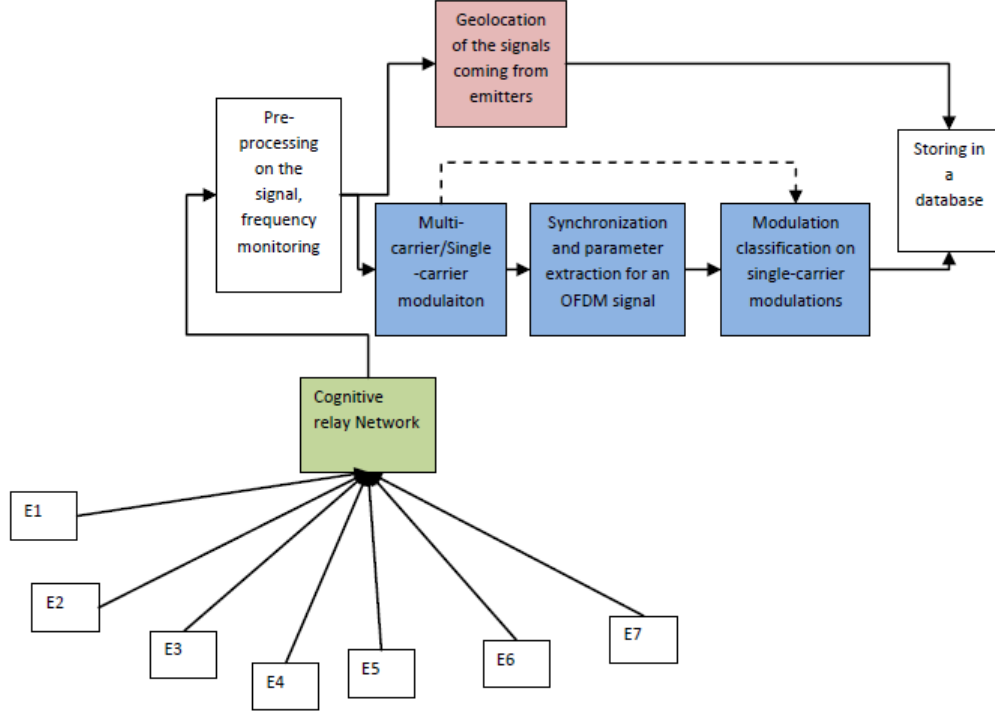 Geolocation
of the signals
coming from
emitters
Pre-
processing
on the
signal,
frequency
monitoring
Storing in
a
database
Multi-
carrier/Single
-carrier
modulaiton
Synchronization
and parameter
extraction for an
OFDM signal
Modulation
classification on
single-carrier
modulations
Cognitive
relay Network
E1
E2
E3
E4
E5
E6
E7